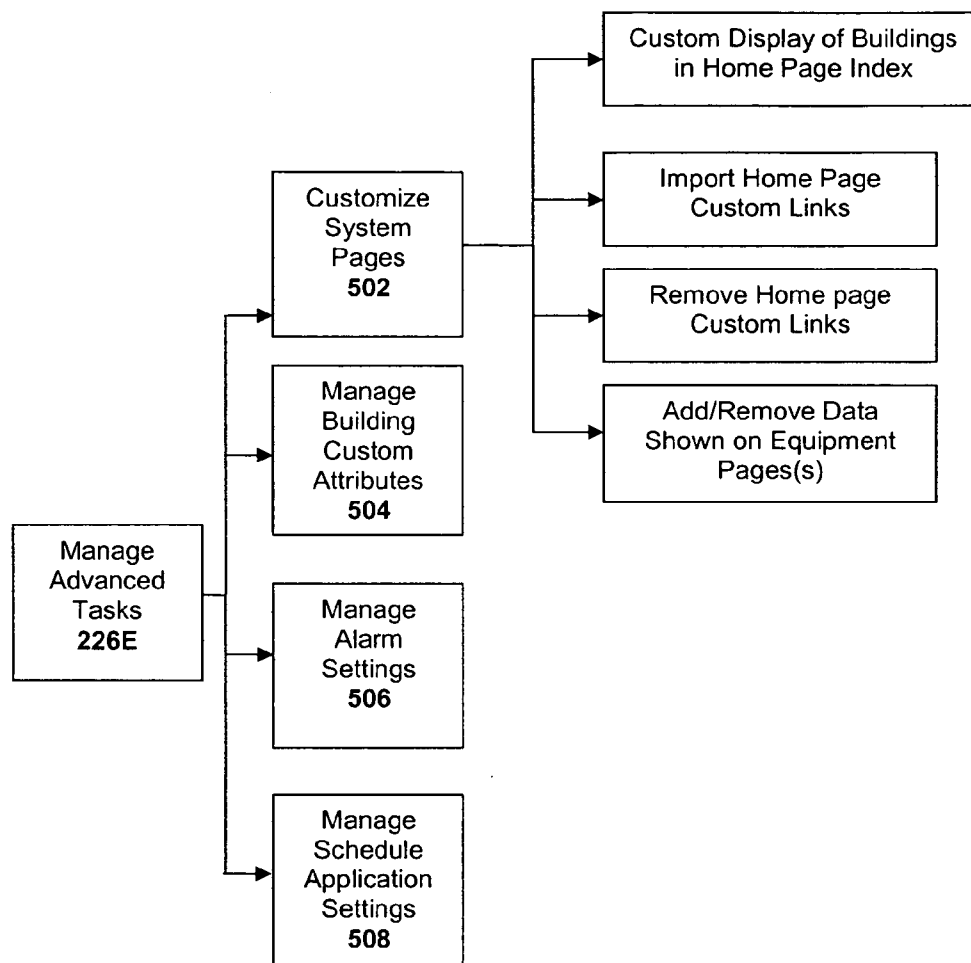 Custom Display of Buildings
in Home Page Index
Customize
System
Pages
502
Import Home Page
Custom Links
Remove Home page
Custom Links
Add/Remove Data
Shown on Equipment
Pages(s)
Manage
Building
Custom
Attributes
504
Manage
Advanced
Tasks
226E
Manage
Alarm
Settings
506
Manage
Schedule
Application
Settings
508